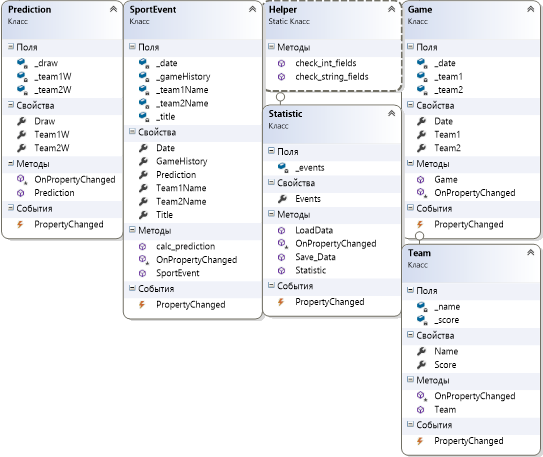 Prediction
Класс
Поля
_draw
_team1W
_team2W
Свойства
Draw
Team1W
Team2W
Методы
OnPropertyChanged
Prediction
События
PropertyChanged
SportEvent
Класс
Поля
_date
_gameHistory
_team1Name
_team2Name
_title
Свойства
Date
GameHistory
Prediction
Team1Name
Team2Name
Title
Методы
calc_prediction
OnPropertyChanged
SportEvent
События
PropertyChanged
Helper
Static Класс
Методы
check_int_fields
check_string_fields
Statistic
Класс
Поля
_events
Свойства
Events
Методы
LoadData
OnPropertyChanged
Save_Data
Statistic
События
PropertyChanged
Game
Класс
Поля
_date
_team1
_team2
Свойства
Date
Team1
Team2
Методы
Game
OnPropertyChanged
События
PropertyChanged
Team
Класс
Поля
_name
_score
Свойства
Name
Score
Методы
OnPropertyChanged
Team
События
PropertyChanged